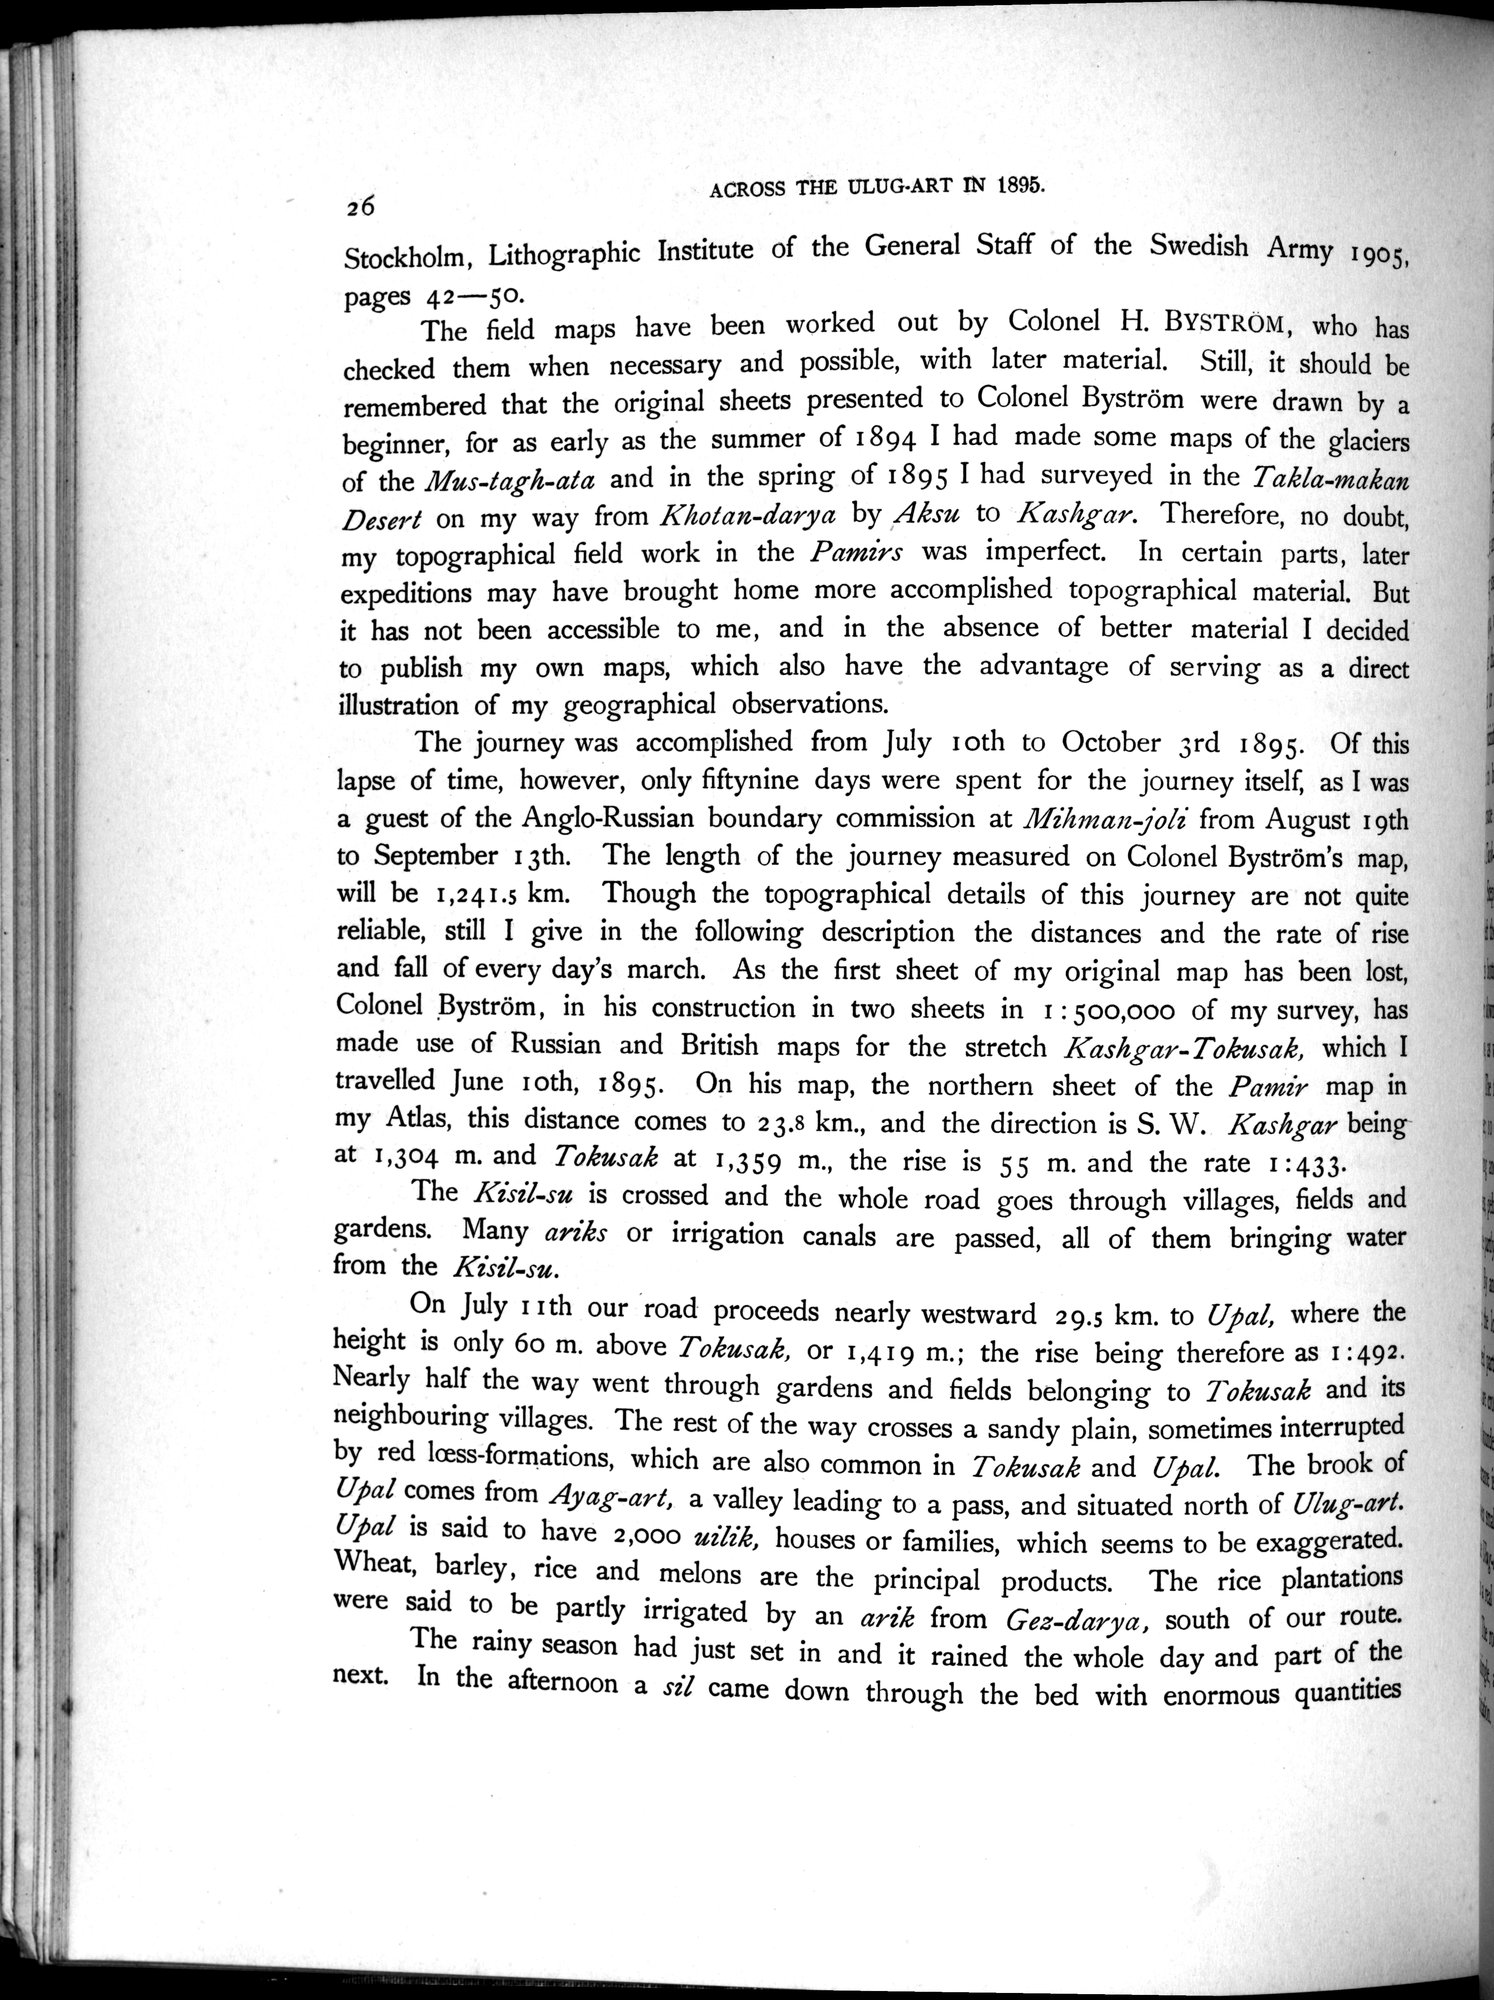 26
ACROSS THE ULUG-ART IN 1895.
Stockholm, Lithographic Institute of the General Staff of the Swedish Army 1905,
pages 42—50.
The field maps have been worked out by Colonel H. BYSTRÖM, who has
checked them when necessary and possible, with later material. Still, it should be
remembered that the original sheets presented to Colonel Byström were drawn by a
beginner, for as early as the summer of 1894 I had made some maps of the glaciers
of the Mus-tagh-ata and in the spring of 1895 I had surveyed in the Takla-makan
Desert on my way from Khotan-darya by Aksu to Kashgar. Therefore, no doubt,
my topographical field work in the Pamirs was imperfect. In certain parts, later
expeditions may have brought home more accomplished topographical material. But
it has not been accessible to me, and in the absence of better material I decided
to publish my own maps, which also have the advantage of serving as a direct
illustration of my geographical observations.
The journey was accomplished from July 10th to October 3rd 1895. Of this
lapse of time, however, only fiftynine days were spent for the journey itself, as I was
a guest of the Anglo-Russian boundary commission at Mihman-joli from August 19th
to September 13th. The length of the journey measured on Colonel Byström's map,
will be 1,241.5 km. Though the topographical details of this journey are not quite
reliable, still I give in the following description the distances and the rate of rise
and fall of every day's march. As the first sheet of my original map has been lost,
Colonel Byström, in his construction in two sheets in 1:500,000 of my survey, has
made use of Russian and British maps for the stretch Kashgar-Tokusak, which I
travelled June 10th, 1895. On his map, the northern sheet of the Pamir map in
my Atlas, this distance comes to 23.8 km., and the direction is S. W. Kashgar being
at 1,304 m. and Tokusak at 1,359 m., the rise is 55 m. and the rate 1:433.
The Kisil-su is crossed and the whole road goes through villages, fields and
gardens. Many ariks or irrigation canals are passed, all of them bringing water
from the Kisil-su.
On July 11th our road proceeds nearly westward 29.5 km. to Upal, where the
height is only 60 m. above Tokusak, or 1,419 m.; the rise being therefore as 1:492.
Nearly half the way went through gardens and fields belonging to Tokusak and its
neighbouring villages. The rest of the way crosses a sandy plain, sometimes interrupted
by red lœss-formations, which are also common in Tokusak and Upal. The brook of
Upal comes from Ayag-art, a valley leading to a pass, and situated north of Ulug-art.
Upal is said to have 2,000 uilik, houses or families, which seems to be exaggerated.
Wheat, barley, rice and melons are the principal products. The rice plantations
were said to be partly irrigated by an arik from Gez-darya, south of our route.
The rainy season had just set in and it rained the whole day and part of the
next. In the afternoon a sil came down through the bed with enormous quantities